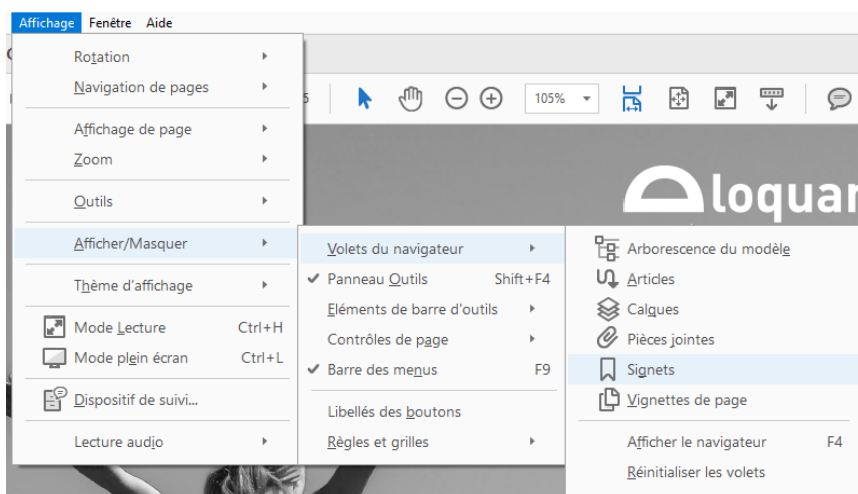 Affichage Fenêtre Aide
Rotation
Navigation de pages
105%
Affichage de page
Zoom
Outils
loquan
Afficher/Masquer
Volets du navigateur
Arborescence du modèle
Thème d'affichage
Panneau Outils Shift+F4
Articles
Eléments de barre d'outils
Calques
Mode Lecture Ctrl+H
Contrôles de page
Pièces jointes
Mode plein écran Ctrl+L
Barre des menus F9
Signets
Dispositif de suivi...
Libellés des boutons
Vignettes de page
Lecture audio
Règles et grilles
Afficher le navigateur F4
Réinitialiser les volets